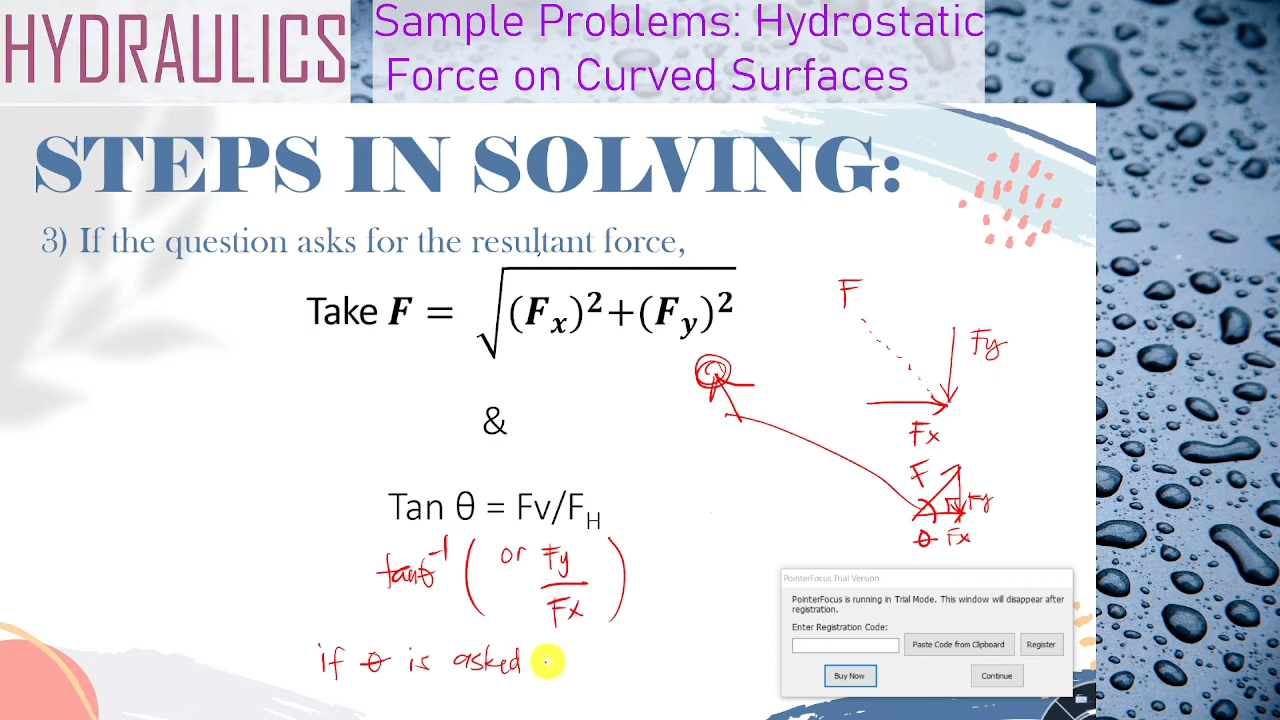 HYDRAULICS
Sample Problems: Hydrostatic
Force on Curved Surfaces
STEPS IN SOLVING:
3) If the question asks for the resultant force,
Take F = √(Fx)²+(Fy)²
F
Fy
Fx
&
F
Fy
θ Fx
Tan θ = Fv/FH
tanθ⁻¹ ( or Fy
Fx )
if θ is asked
PointerFocus Trial Version
PointerFocus is running in Trial Mode. This window will disappear after
registration.
Enter Registration Code:
Paste Code from Clipboard
Register
Buy Now
Continue